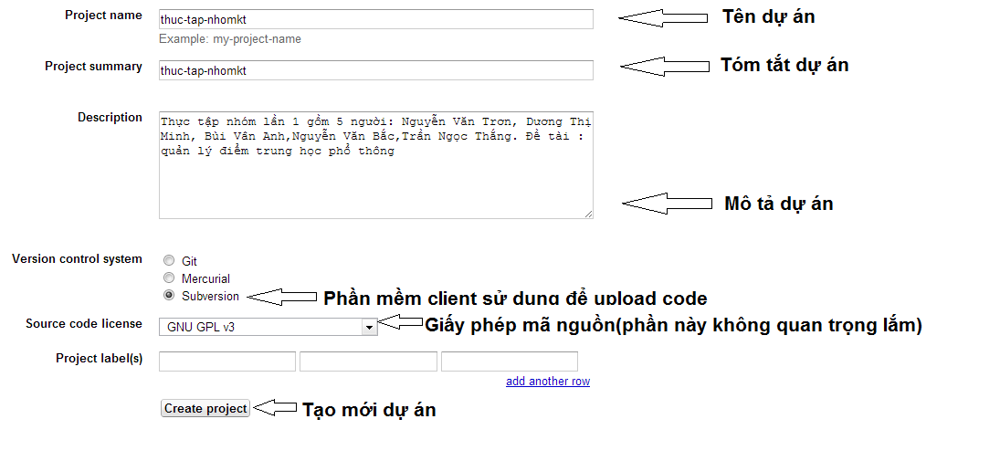 Project name thuc-tap-nhomkt Tên dự án
Example: my-project-name
Project summary thuc-tap-nhomkt Tóm tắt dự án
Description Thực tập nhóm lần 1 gồm 5 người: Nguyễn Văn Trơn, Dương Thị
Minh, Bùi Vân Anh,Nguyễn Văn Bắc,Trần Ngọc Thắng. Đề tài :
quản lý điểm trung học phổ thông
Mô tả dự án
Version control system Git
Mercurial
Subversion Phần mềm client sử dụng để upload code
Source code license GNU GPL v3 Giấy phép mã nguồn(phần này không quan trọng lắm)
Project label(s)
add another row
Create project Tạo mới dự án